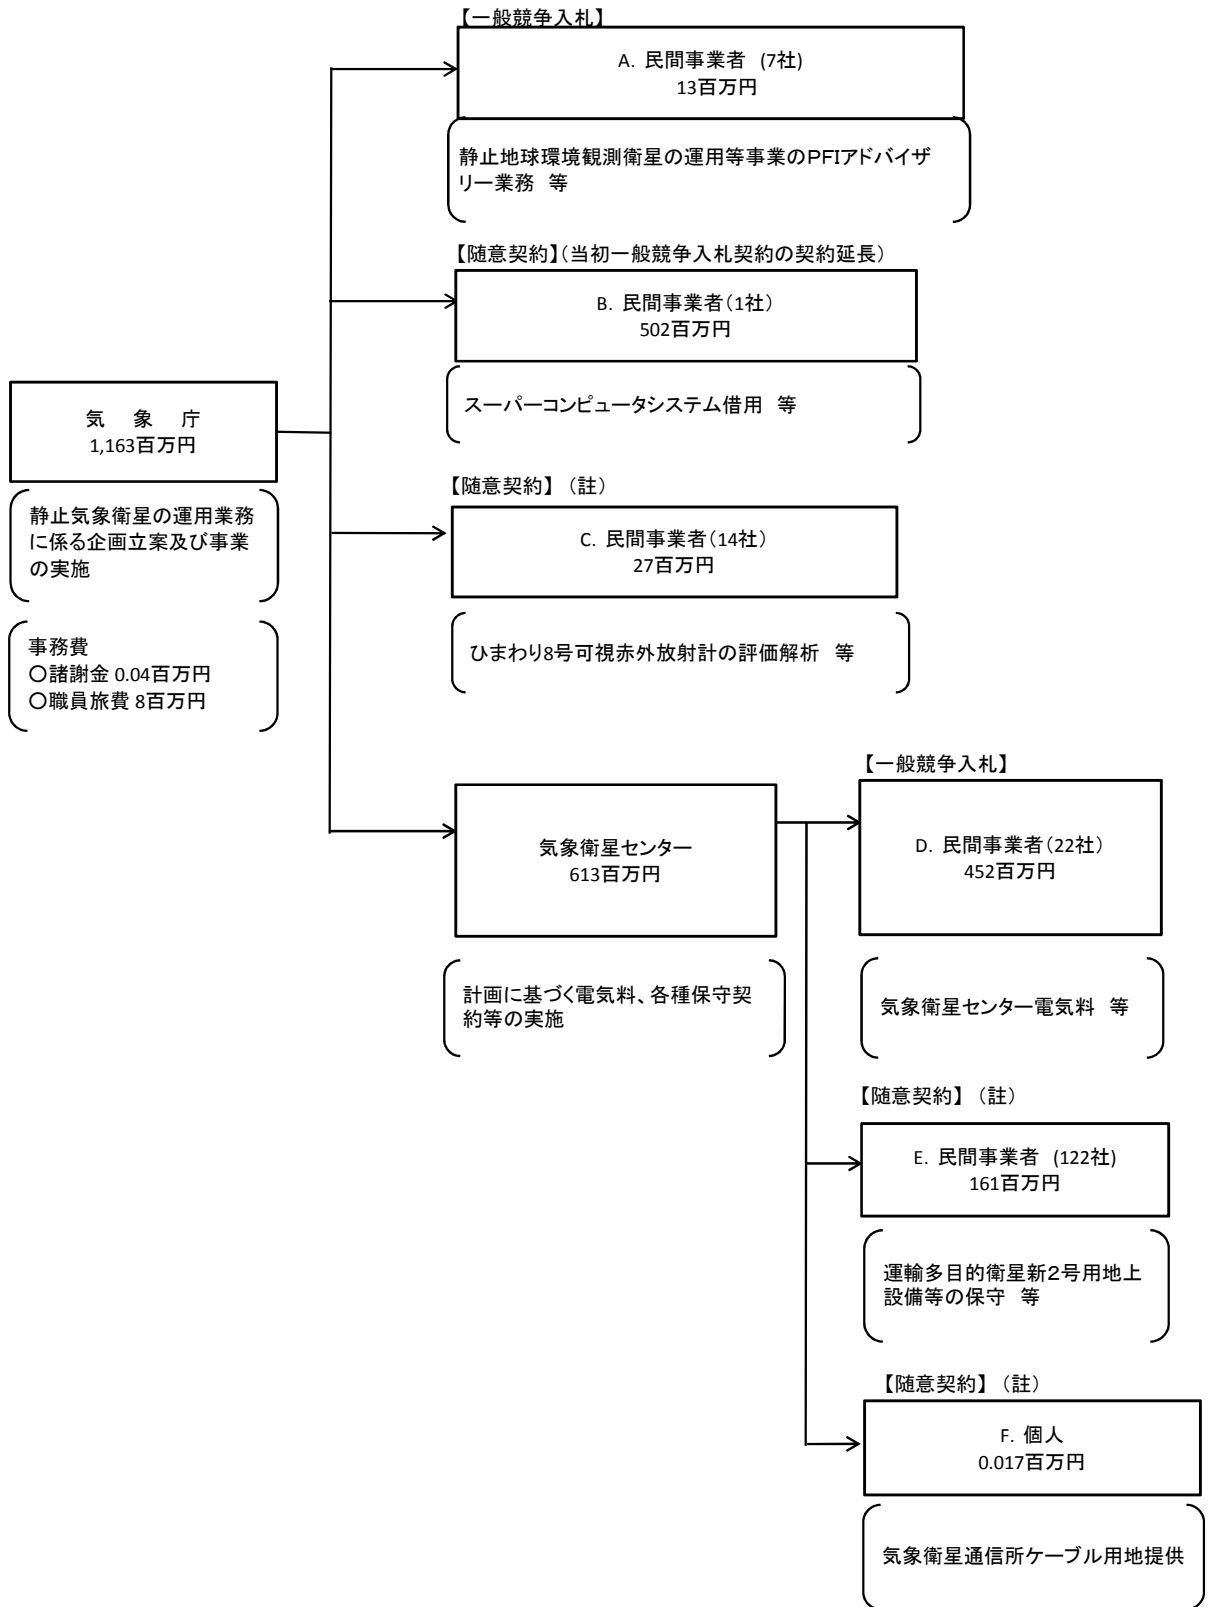 【一般競争入札】
A. 民間事業者 (7社)
13百万円
静止地球環境観測衛星の運用等事業のPFIアドバイザ
リー業務 等
【随意契約】(当初一般競争入札契約の契約延長)
B. 民間事業者(1社)
502百万円
スーパーコンピュータシステム借用 等
気 象 庁
1,163百万円
静止気象衛星の運用業務
に係る企画立案及び事業
の実施
事務費
○諸謝金 0.04百万円
○職員旅費 8百万円
【随意契約】 (註)
C. 民間事業者(14社)
27百万円
ひまわり8号可視赤外放射計の評価解析 等
気象衛星センター
613百万円
計画に基づく電気料、各種保守契
約等の実施
【一般競争入札】
D. 民間事業者(22社)
452百万円
気象衛星センター電気料 等
【随意契約】 (註)
E. 民間事業者 (122社)
161百万円
運輸多目的衛星新2号用地上
設備等の保守 等
【随意契約】 (註)
F. 個人
0.017百万円
気象衛星通信所ケーブル用地提供